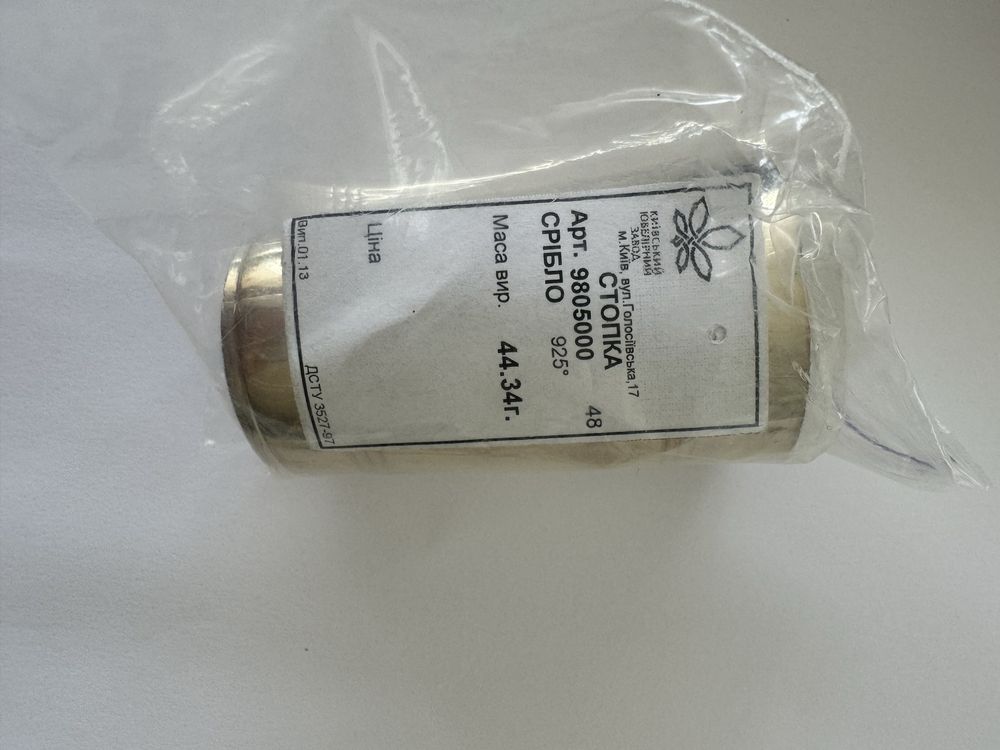 КИЇВСЬКИЙ
ЮВЕЛІРНИЙ
ЗАВОД
м.Київ, вул.Голосіївська,17
СТОПКА 48
Арт. 9805000
СРІБЛО 925°
Маса вир. 44.34г.
Ціна
Вип.01.13 ДСТУ 3527-97